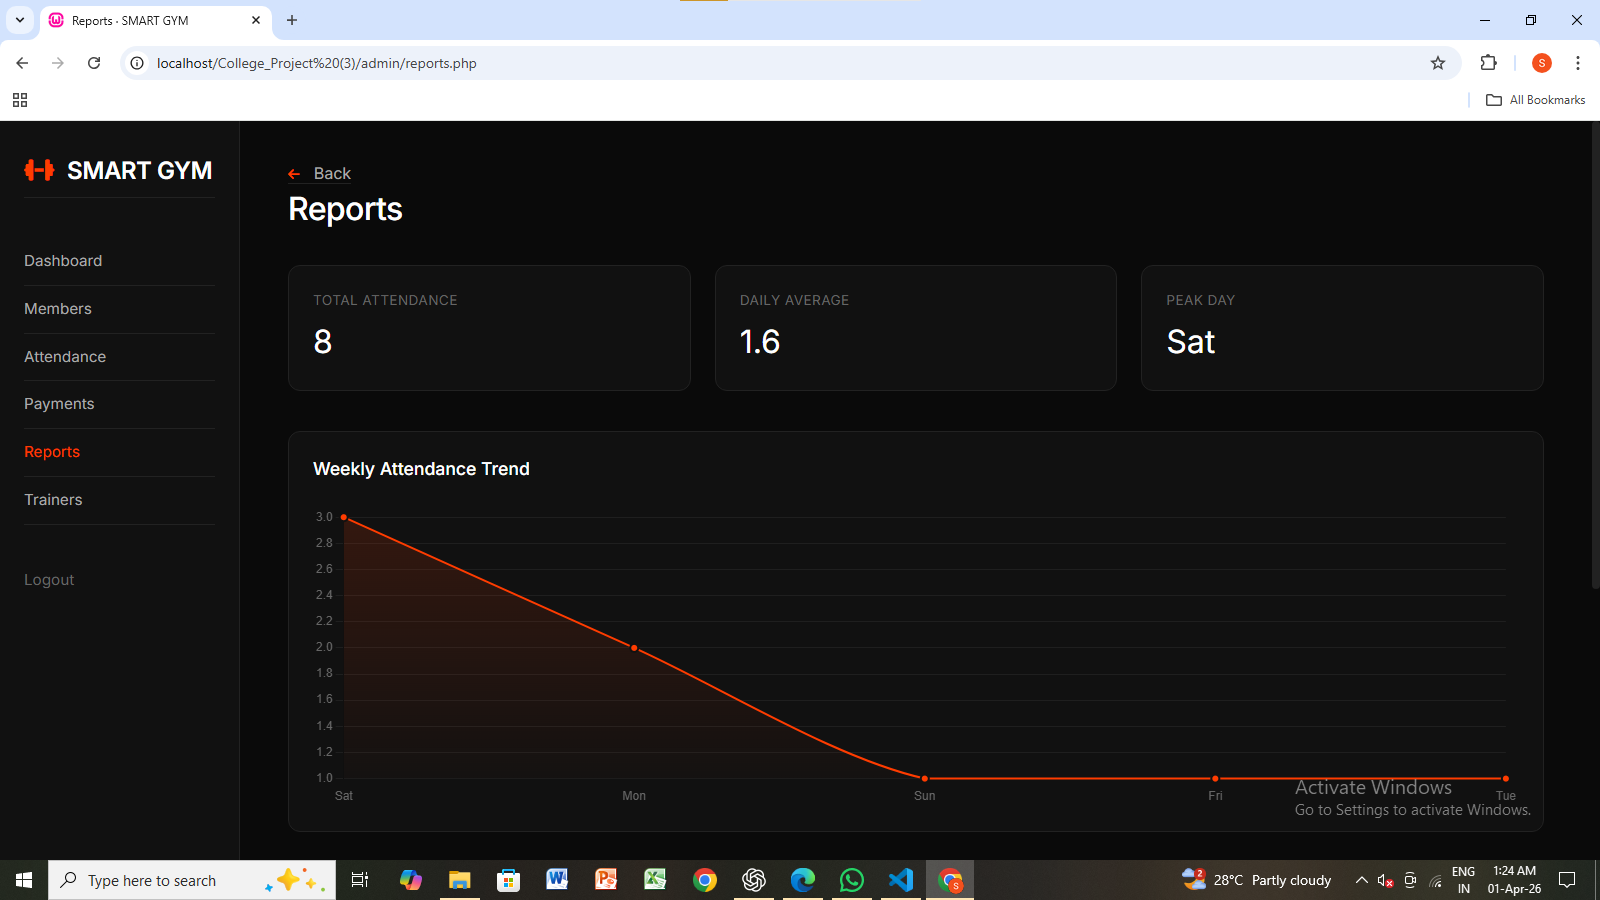 Reports · SMART GYM
localhost/College_Project%20(3)/admin/reports.php
S
All Bookmarks
SMART GYM
Dashboard
Members
Attendance
Payments
Reports
Trainers
Logout
Back
Reports
TOTAL ATTENDANCE
8
DAILY AVERAGE
1.6
PEAK DAY
Sat
Weekly Attendance Trend
3.0
2.8
2.6
2.4
2.2
2.0
1.8
1.6
1.4
1.2
1.0
Sat Mon Sun Fri Tue
Activate Windows
Go to Settings to activate Windows.
Type here to search
2
28°C Partly cloudy
ENG
IN
1:24 AM
01-Apr-26